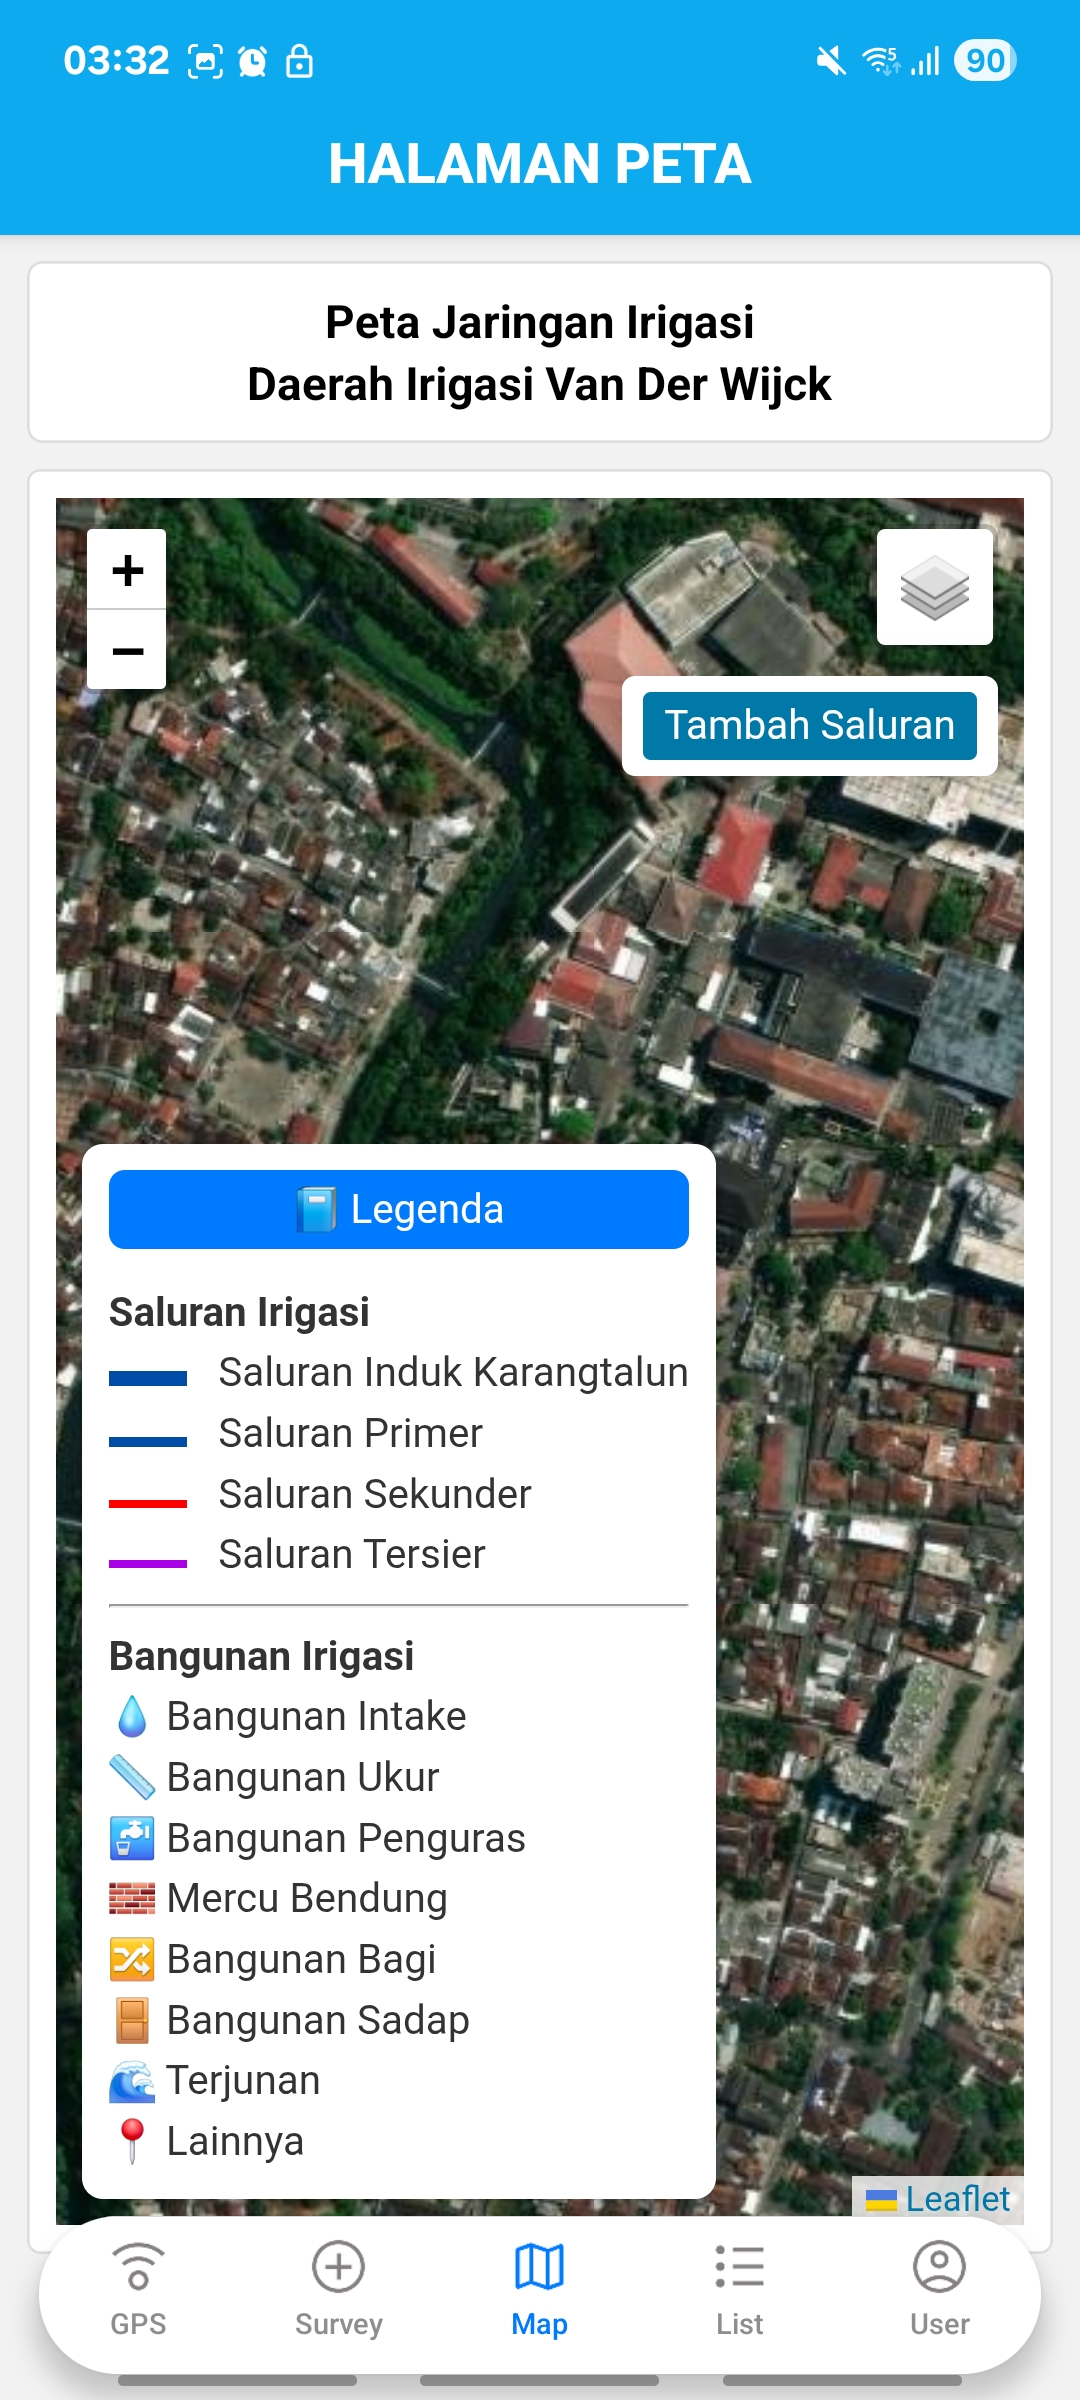 03:32
5
90
HALAMAN PETA
Peta Jaringan Irigasi
Daerah Irigasi Van Der Wijck
+
−
Tambah Saluran
Legenda
Saluran Irigasi
Saluran Induk Karangtalun
Saluran Primer
Saluran Sekunder
Saluran Tersier
Bangunan Irigasi
Bangunan Intake
Bangunan Ukur
Bangunan Penguras
Mercu Bendung
Bangunan Bagi
Bangunan Sadap
Terjunan
Lainnya
Leaflet
GPS
Survey
Map
List
User